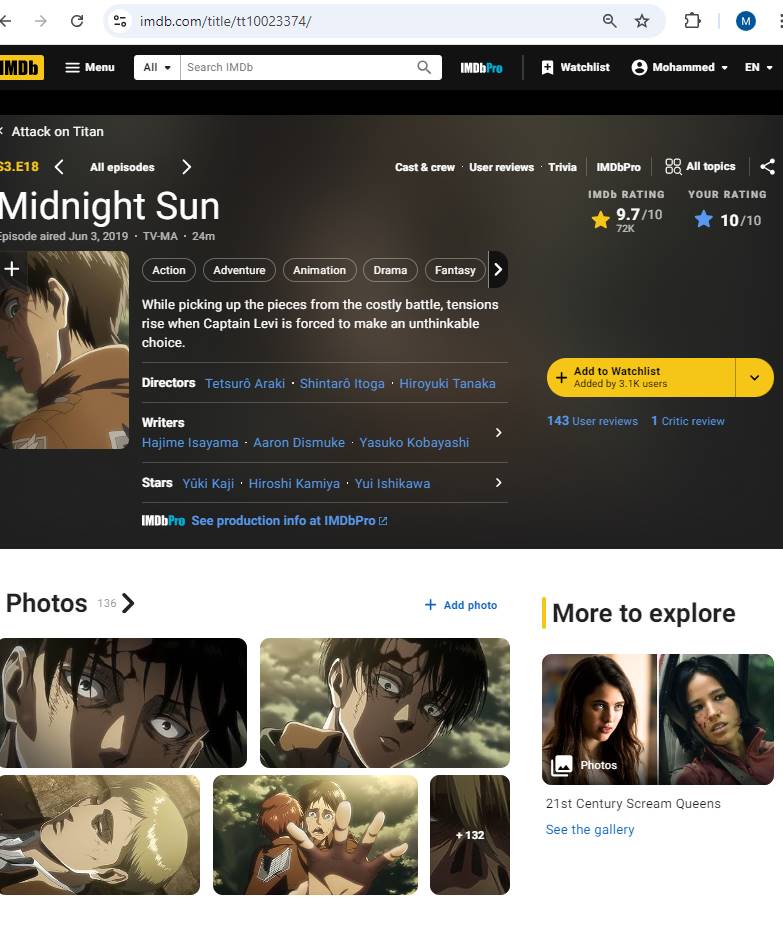 imdb.com/title/tt10023374/
M
IMDb
Menu
All
Search IMDb
IMDbPro
Watchlist
Mohammed
EN
Attack on Titan
S3.E18
All episodes
Cast & crew · User reviews · Trivia
IMDbPro
All topics
Midnight Sun
Episode aired Jun 3, 2019 · TV-MA · 24m
IMDb RATING
9.7/10
72K
YOUR RATING
10/10
Action
Adventure
Animation
Drama
Fantasy
While picking up the pieces from the costly battle, tensions
rise when Captain Levi is forced to make an unthinkable
choice.
Directors Tetsurô Araki · Shintarô Itoga · Hiroyuki Tanaka
Writers
Hajime Isayama · Aaron Dismuke · Yasuko Kobayashi
Stars Yûki Kaji · Hiroshi Kamiya · Yui Ishikawa
IMDbPro See production info at IMDbPro
+ Add to Watchlist
Added by 3.1K users
143 User reviews 1 Critic review
Photos 136
+ Add photo
+ 132
More to explore
Photos
21st Century Scream Queens
See the gallery